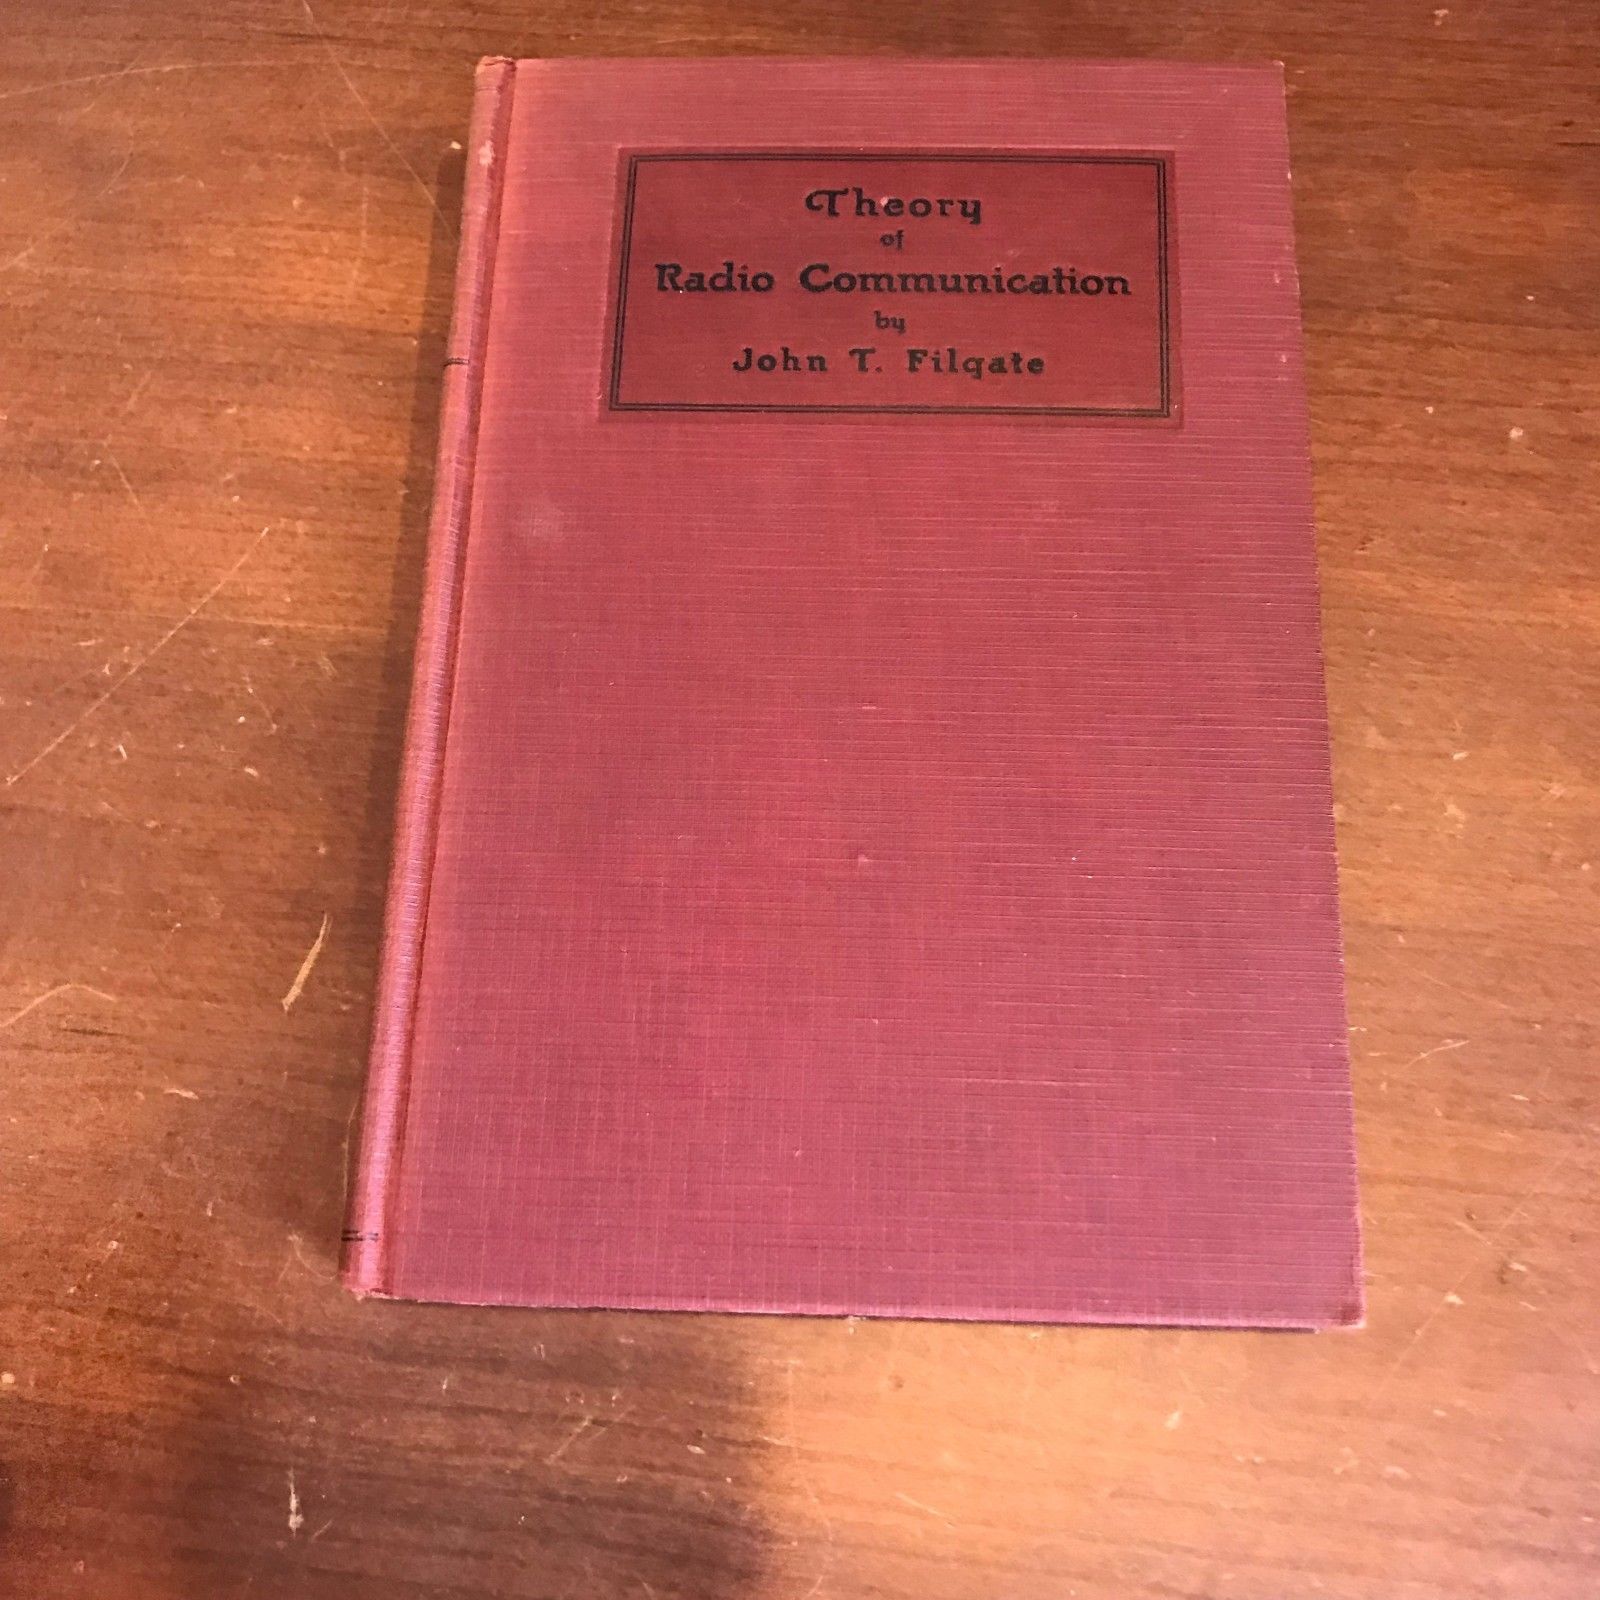 Theory
of
Radio Communication
by
John T. Filgate